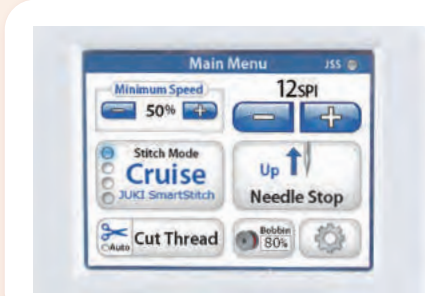 Main Menu JSS
Minimum Speed
50%
12SPI
Stitch Mode
Cruise
JUKI SmartStitch
Up
Needle Stop
Auto
Cut Thread
Bobbin
80%